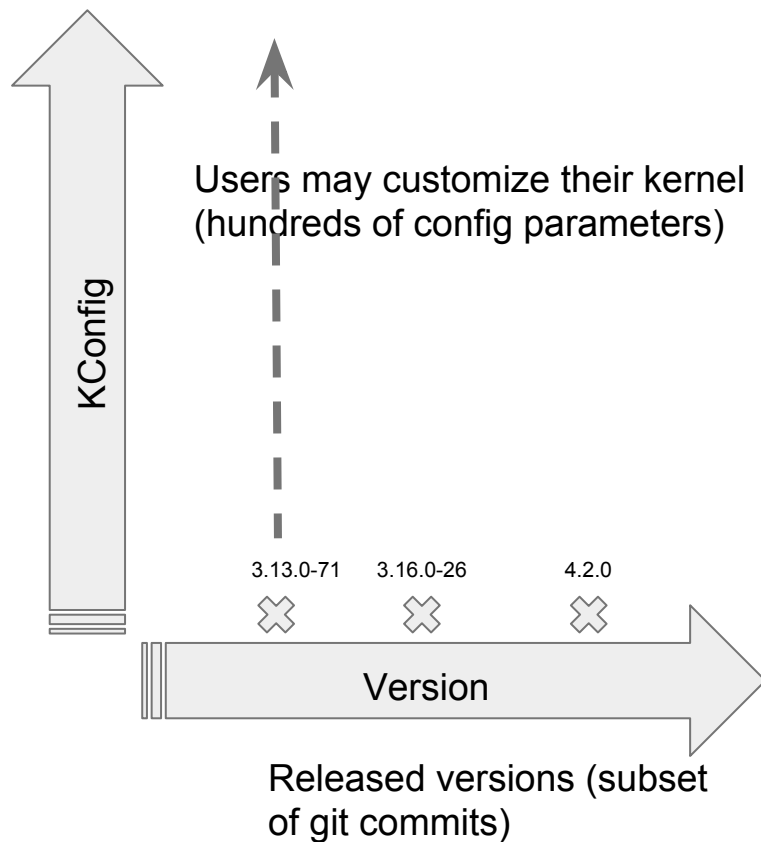 Users may customize their kernel
(hundreds of config parameters)
KConfig
3.13.0-71 3.16.0-26 4.2.0
Version
Released versions (subset
of git commits)